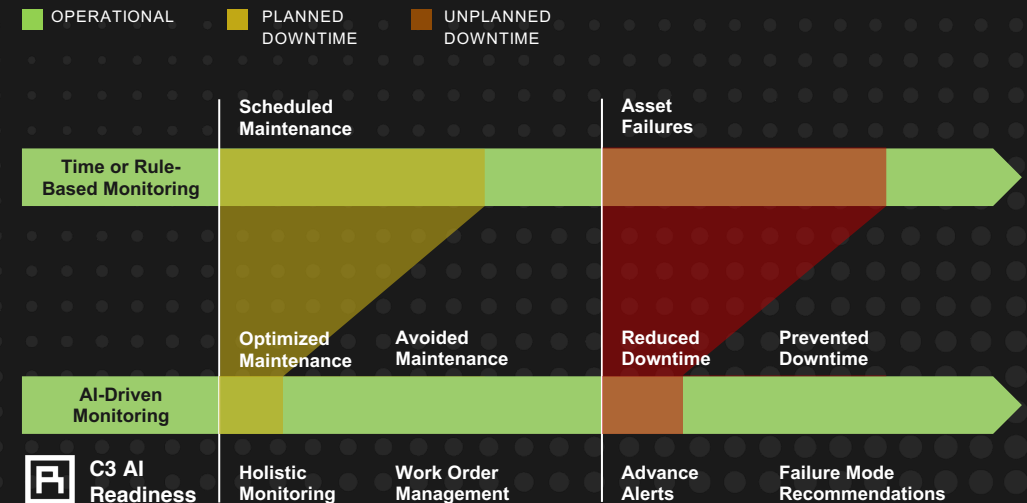 OPERATIONAL
PLANNED
DOWNTIME
UNPLANNED
DOWNTIME
Scheduled
Maintenance
Asset
Failures
Time or Rule-
Based Monitoring
Optimized
Maintenance
Avoided
Maintenance
Reduced
Downtime
Prevented
Downtime
AI-Driven
Monitoring
C3 AI
Readiness
Holistic
Monitoring
Work Order
Management
Advance
Alerts
Failure Mode
Recommendations